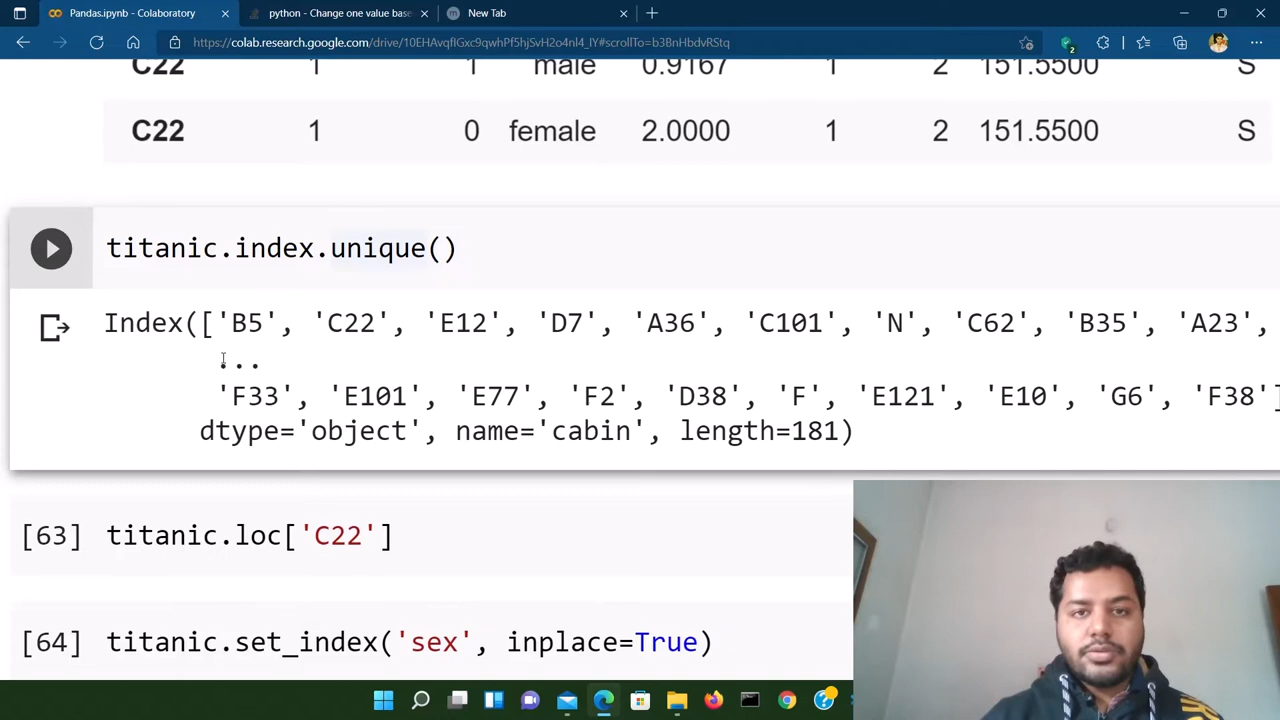 Pandas.ipynb - Colaboratory
python - Change one value base
New Tab
https://colab.research.google.com/drive/10EHAvqfIGxc9qwhPf5hjSvH2o4nl4_IY#scrollTo=b3BnHbdvRStq
C22 1 1 male 0.9167 1 2 151.5500 S
C22 1 0 female 2.0000 1 2 151.5500 S
titanic.index.unique()
Index(['B5', 'C22', 'E12', 'D7', 'A36', 'C101', 'N', 'C62', 'B35', 'A23',
...
'F33', 'E101', 'E77', 'F2', 'D38', 'F', 'E121', 'E10', 'G6', 'F38']
dtype='object', name='cabin', length=181)
[63] titanic.loc['C22']
[64] titanic.set_index('sex', inplace=True)